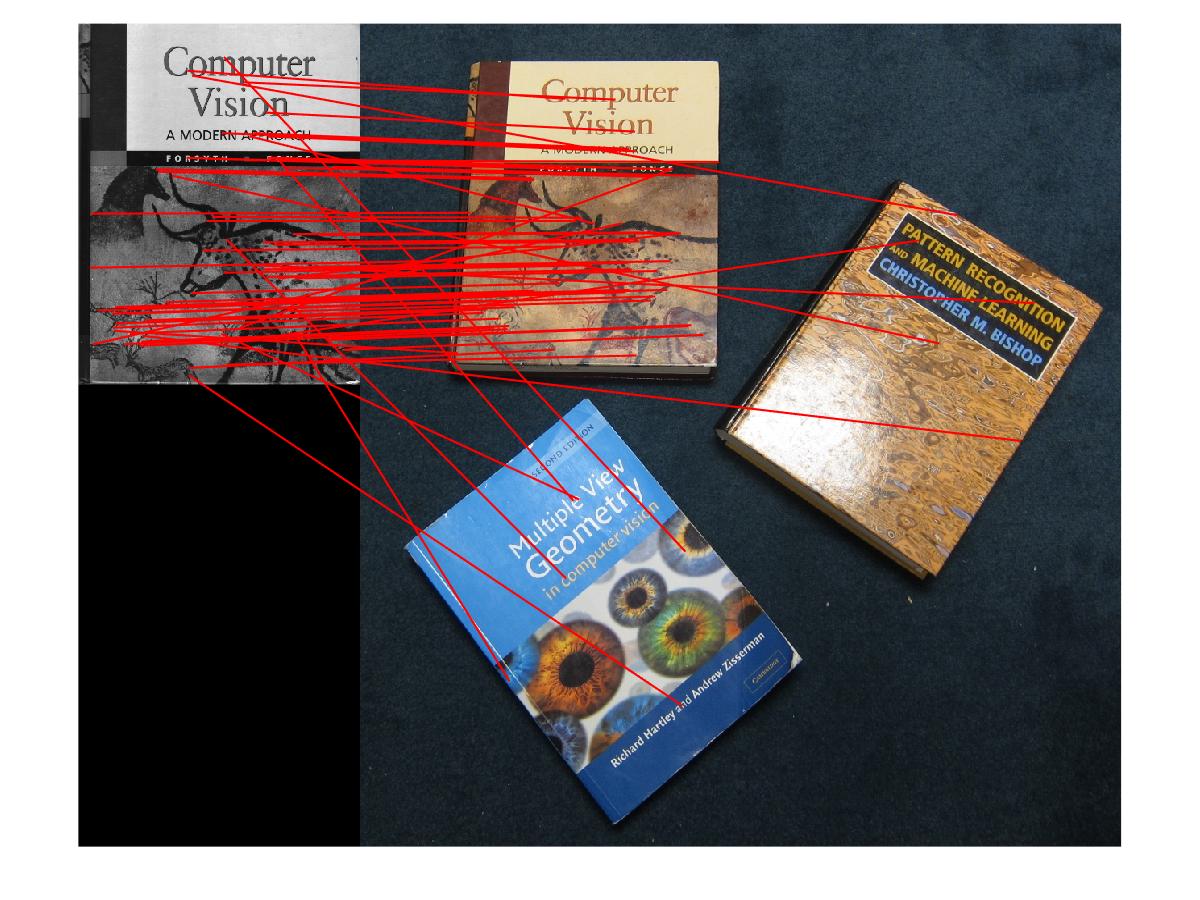 Computer
Vision
A MODERN APPROACH
FORSYTH PONCE
Computer
Vision
A MODERN APPROACH
FORSYTH PONCE
PATTERN RECOGNITION
AND MACHINE LEARNING
CHRISTOPHER M. BISHOP
SECOND EDITION
Multiple View
Geometry
in computer vision
Richard Hartley and Andrew Zisserman
CAMBRIDGE